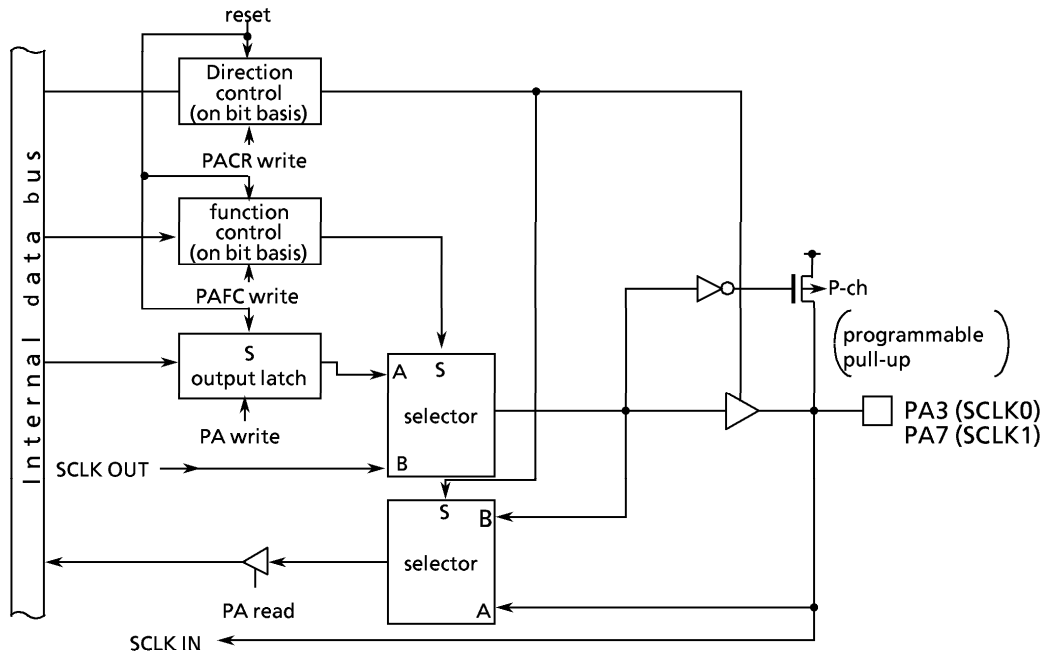 reset
Internal data bus
Direction
control
(on bit basis)
PACR write
function
control
(on bit basis)
PAFC write
S
output latch
PA write
SCLK OUT
A
S
selector
B
P-ch
programmable
pull-up
PA3 (SCLK0)
PA7 (SCLK1)
S
B
selector
A
PA read
SCLK IN